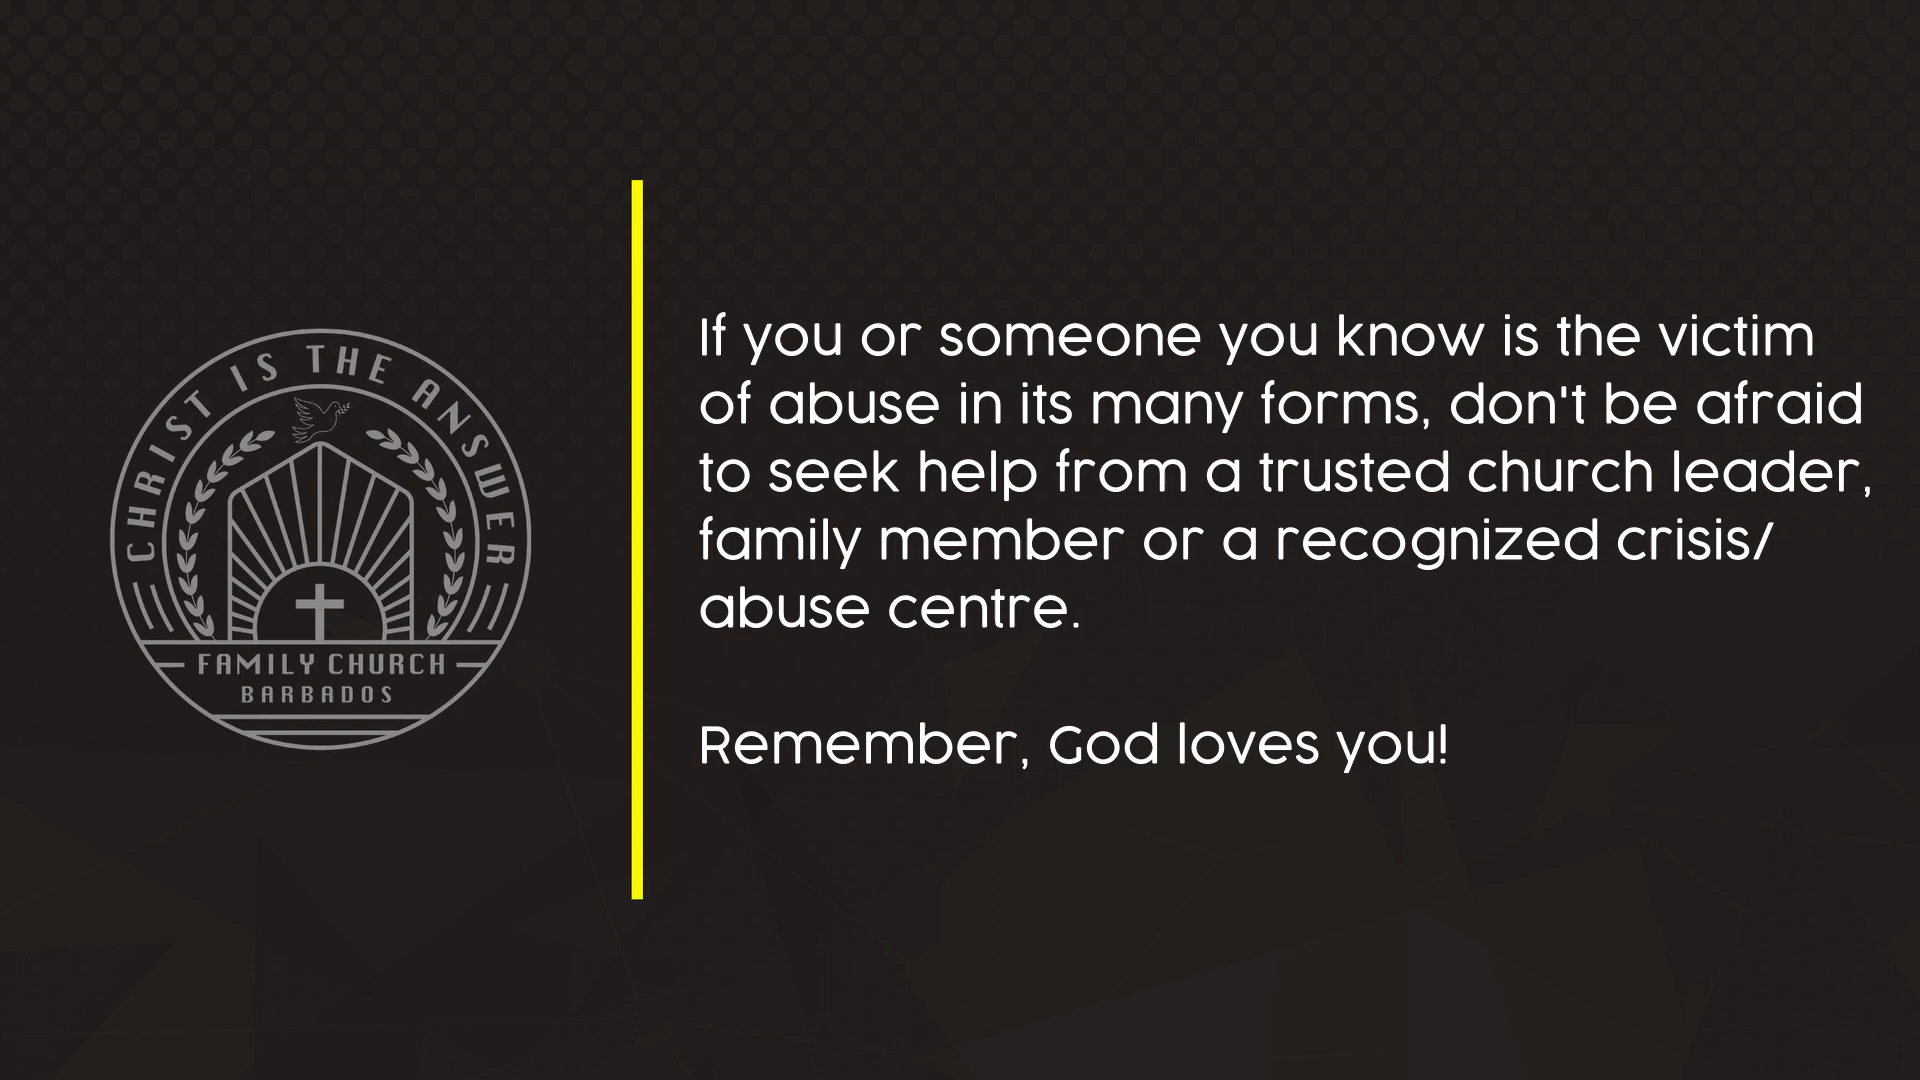 CHRIST IS THE ANSWER
FAMILY CHURCH
BARBADOS
If you or someone you know is the victim
of abuse in its many forms, don't be afraid
to seek help from a trusted church leader,
family member or a recognized crisis/
abuse centre.
Remember, God loves you!